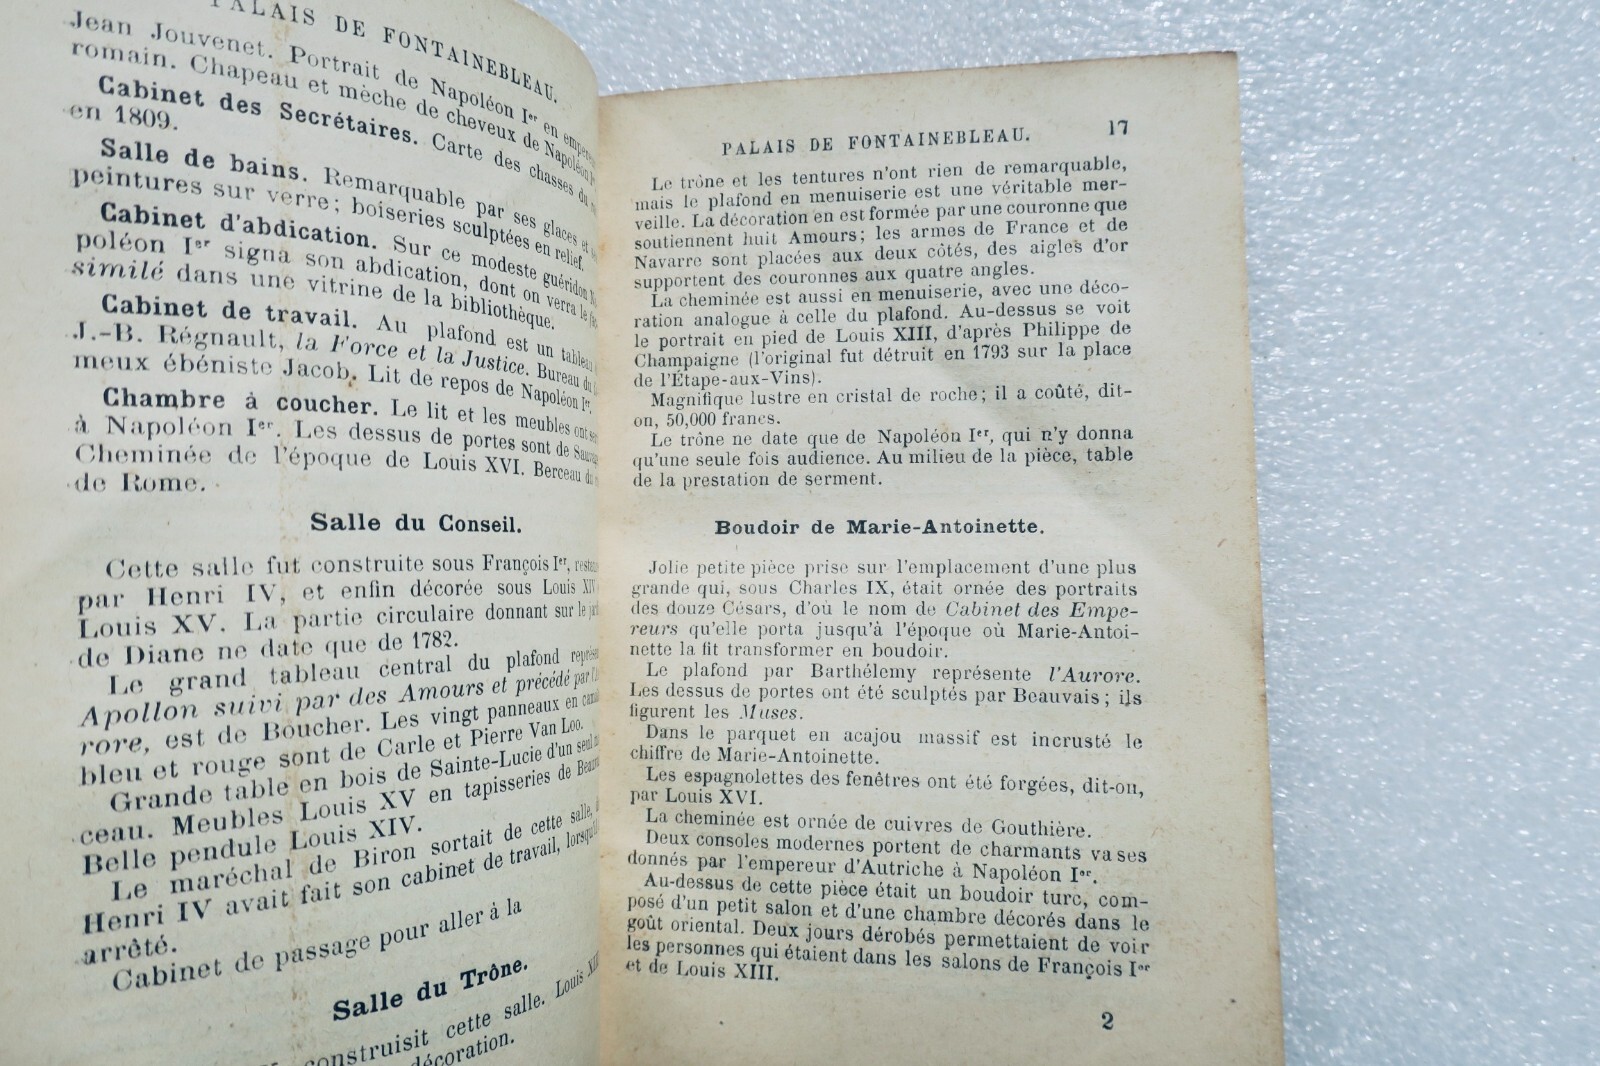 PALAIS DE FONTAINEBLEAU.
Jean Jouvenet. Portrait de Napoléon Iᵉʳ en
romain. Chapeau et mèche de cheveux de Napoléon
Cabinet des Secrétaires. Carte des chasses du
en 1809.
Salle de bains. Remarquable par ses glaces et
peintures sur verre; boiseries sculptées en relief.
Cabinet d'abdication. Sur ce modeste guéridon
poléon Iᵉʳ signa son abdication, dont on verra le
similé dans une vitrine de la bibliothèque.
Cabinet de travail. Au plafond est un tableau
J.-B. Régnault, la Force et la Justice. Bureau du
meux ébéniste Jacob. Lit de repos de Napoléon Iᵉʳ.
Chambre à coucher. Le lit et les meubles ont
à Napoléon Iᵉʳ. Les dessus de portes sont de
Cheminée de l'époque de Louis XVI. Berceau du
de Rome.
Salle du Conseil.
Cette salle fut construite sous François Iᵉʳ,
par Henri IV, et enfin décorée sous Louis XIV
Louis XV. La partie circulaire donnant sur le
de Diane ne date que de 1782.
Le grand tableau central du plafond
Apollon suivi par des Amours et précédé par
rore, est de Boucher. Les vingt panneaux en
bleu et rouge sont de Carle et Pierre Van Loo.
Grande table en bois de Sainte-Lucie d'un seul
ceau. Meubles Louis XV en tapisseries de
Belle pendule Louis XIV.
Le maréchal de Biron sortait de cette salle,
Henri IV avait fait son cabinet de travail,
arrêté.
Cabinet de passage pour aller à la
Salle du Trône.
construisit cette salle. Louis
décoration.
PALAIS DE FONTAINEBLEAU. 17
Le trône et les tentures n'ont rien de remarquable,
mais le plafond en menuiserie est une véritable mer-
veille. La décoration en est formée par une couronne que
soutiennent huit Amours; les armes de France et de
Navarre sont placées aux deux côtés, des aigles d'or
supportent des couronnes aux quatre angles.
La cheminée est aussi en menuiserie, avec une déco-
ration analogue à celle du plafond. Au-dessus se voit
le portrait en pied de Louis XIII, d'après Philippe de
Champaigne (l'original fut détruit en 1793 sur la place
de l'Étape-aux-Vins).
Magnifique lustre en cristal de roche; il a coûté, dit-
on, 50,000 francs.
Le trône ne date que de Napoléon Iᵉʳ, qui n'y donna
qu'une seule fois audience. Au milieu de la pièce, table
de la prestation de serment.
Boudoir de Marie-Antoinette.
Jolie petite pièce prise sur l'emplacement d'une plus
grande qui, sous Charles IX, était ornée des portraits
des douze Césars, d'où le nom de Cabinet des Empe-
reurs qu'elle porta jusqu'à l'époque où Marie-Antoi-
nette la fit transformer en boudoir.
Le plafond par Barthélemy représente l'Aurore.
Les dessus de portes ont été sculptés par Beauvais; ils
figurent les Muses.
Dans le parquet en acajou massif est incrusté le
chiffre de Marie-Antoinette.
Les espagnolettes des fenêtres ont été forgées, dit-on,
par Louis XVI.
La cheminée est ornée de cuivres de Gouthière.
Deux consoles modernes portent de charmants vases
donnés par l'empereur d'Autriche à Napoléon Iᵉʳ.
Au-dessus de cette pièce était un boudoir turc, com-
posé d'un petit salon et d'une chambre décorés dans le
goût oriental. Deux jours dérobés permettaient de voir
les personnes qui étaient dans les salons de François Iᵉʳ
et de Louis XIII.
2